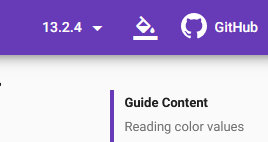 13.2.4 GitHub
Guide Content
Reading color values